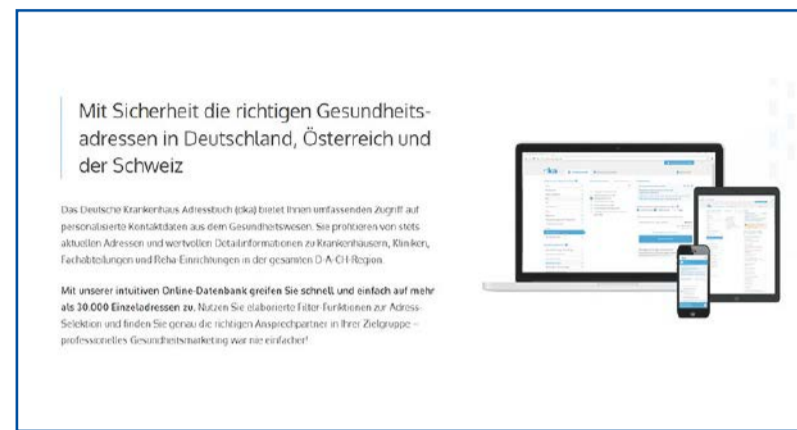 Mit Sicherheit die richtigen Gesundheits-
adressen in Deutschland, Österreich und
der Schweiz
Das Deutsche Krankenhaus Adressbuch (dka) bietet Ihnen umfassenden Zugriff auf
personalisierte Kontaktdaten aus dem Gesundheitswesen. Sie profitieren von stets
aktuellen Adressen und wertvollen Detailinformationen zu Krankenhäusern, Kliniken,
Fachabteilungen und Reha-Einrichtungen in der gesamten D-A-CH-Region.
Mit unserer intuitiven Online-Datenbank greifen Sie schnell und einfach auf mehr
als 30.000 Einzeladressen zu. Nutzen Sie elaborierte Filter-Funktionen zur Adress-
Selektion und finden Sie genau die richtigen Ansprechpartner in Ihrer Zielgruppe –
professionelles Gesundheitsmarketing war nie einfacher!